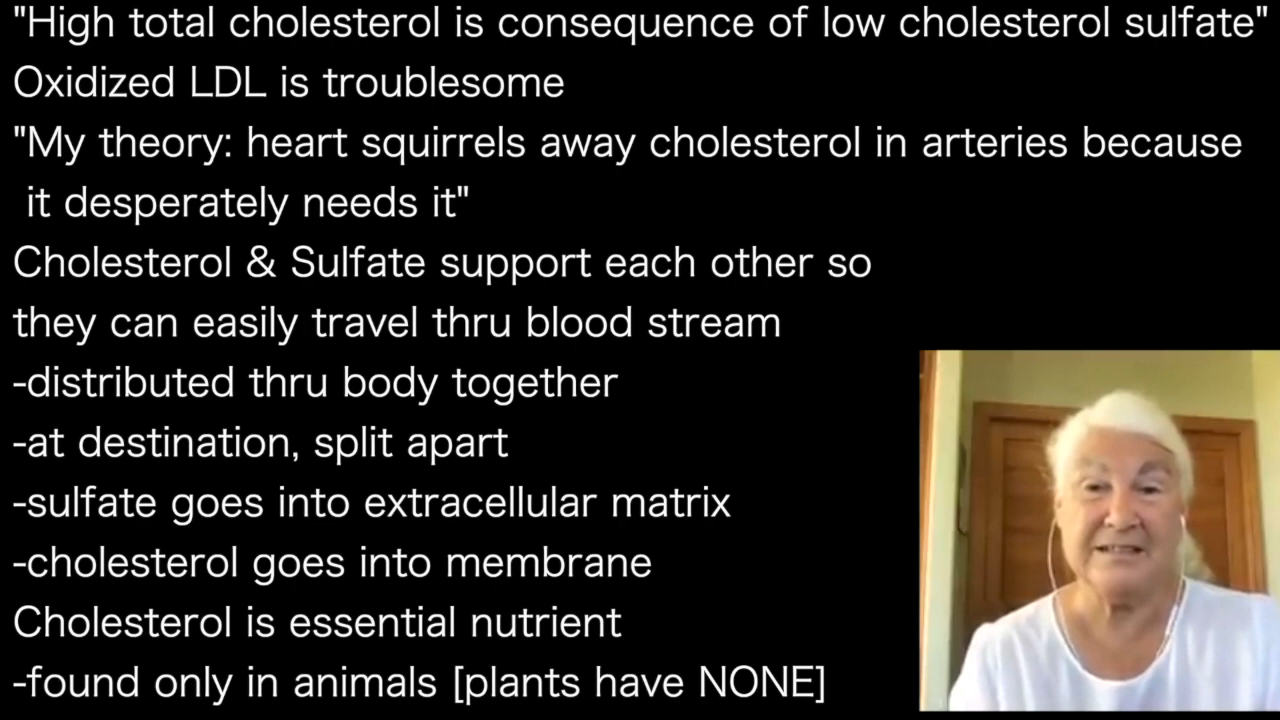 "High total cholesterol is consequence of low cholesterol sulfate"
Oxidized LDL is troublesome
"My theory: heart squirrels away cholesterol in arteries because
it desperately needs it"
Cholesterol & Sulfate support each other so
they can easily travel thru blood stream
-distributed thru body together
-at destination, split apart
-sulfate goes into extracellular matrix
-cholesterol goes into membrane
Cholesterol is essential nutrient
-found only in animals [plants have NONE]